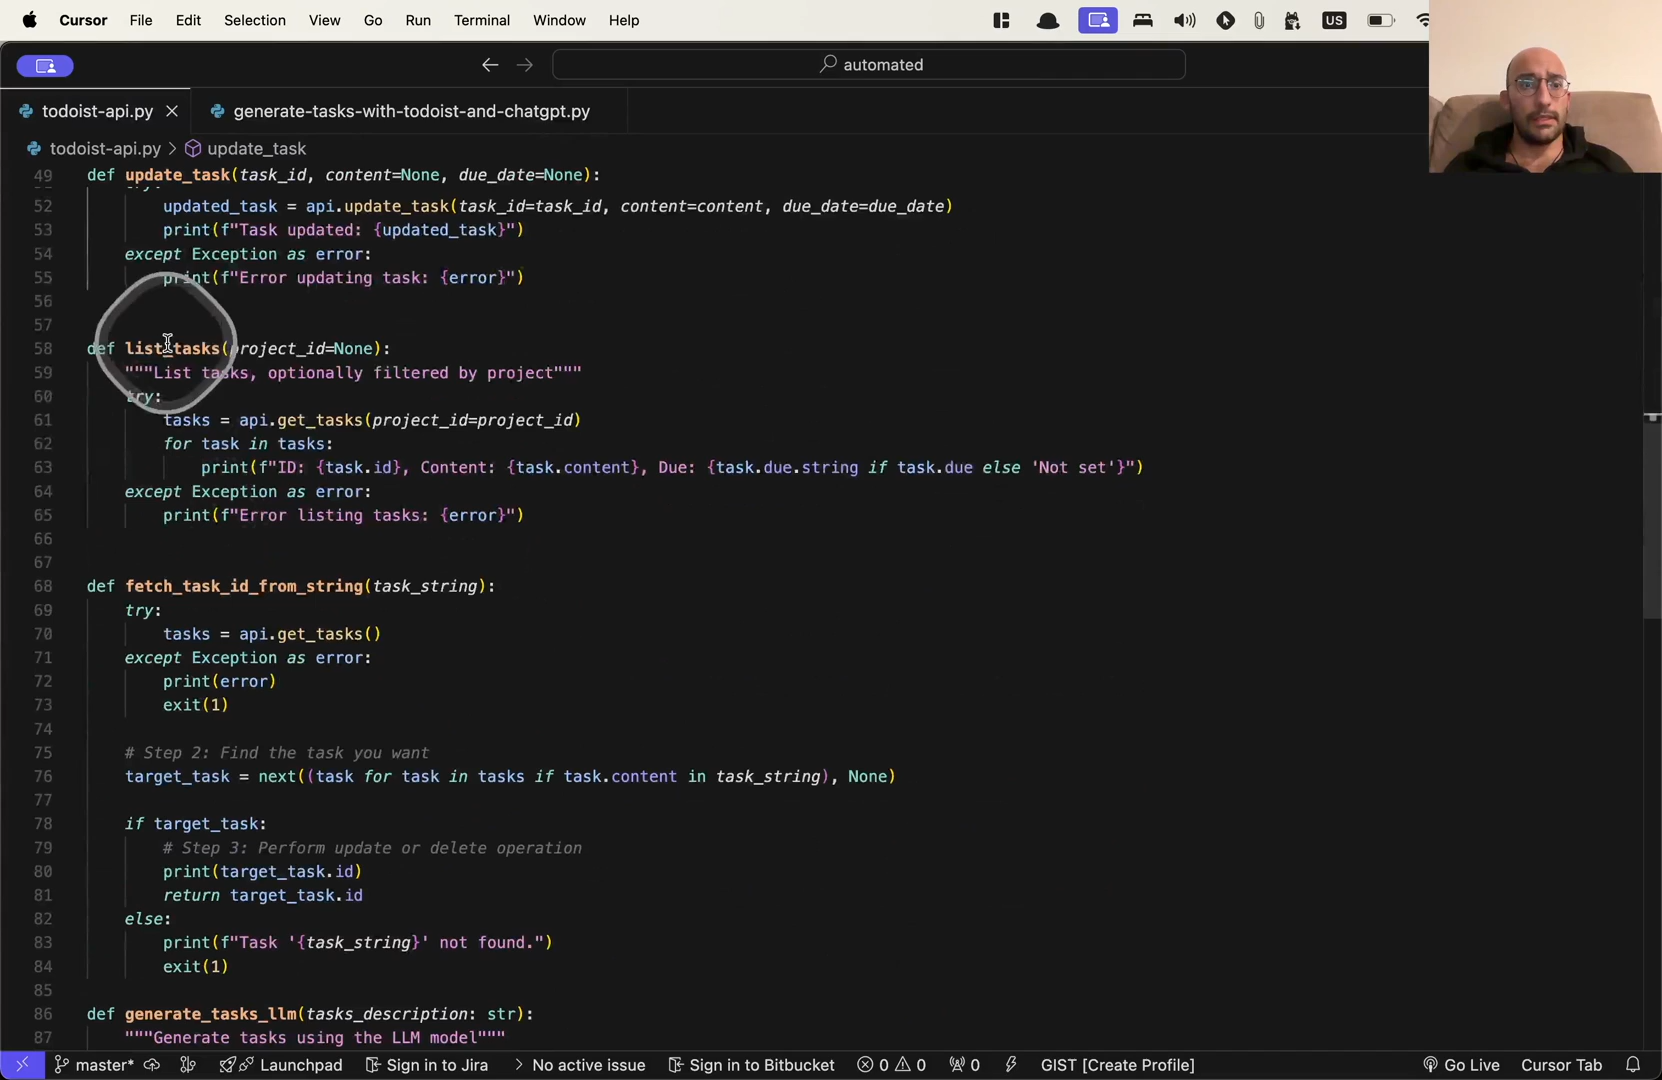 Cursor File Edit Selection View Go Run Terminal Window Help US
automated
todoist-api.py generate-tasks-with-todoist-and-chatgpt.py
todoist-api.py > update_task
49 def update_task(task_id, content=None, due_date=None):
52 updated_task = api.update_task(task_id=task_id, content=content, due_date=due_date)
53 print(f"Task updated: {updated_task}")
54 except Exception as error:
55 print(f"Error updating task: {error}")
56
57
58 def list_tasks(project_id=None):
59 """List tasks, optionally filtered by project"""
60 try:
61 tasks = api.get_tasks(project_id=project_id)
62 for task in tasks:
63 print(f"ID: {task.id}, Content: {task.content}, Due: {task.due.string if task.due else 'Not set'}")
64 except Exception as error:
65 print(f"Error listing tasks: {error}")
66
67
68 def fetch_task_id_from_string(task_string):
69 try:
70 tasks = api.get_tasks()
71 except Exception as error:
72 print(error)
73 exit(1)
74
75 # Step 2: Find the task you want
76 target_task = next((task for task in tasks if task.content in task_string), None)
77
78 if target_task:
79 # Step 3: Perform update or delete operation
80 print(target_task.id)
81 return target_task.id
82 else:
83 print(f"Task '{task_string}' not found.")
84 exit(1)
85
86 def generate_tasks_llm(tasks_description: str):
87 """Generate tasks using the LLM model"""
master* Launchpad Sign in to Jira > No active issue Sign in to Bitbucket 0 0 0 GIST [Create Profile] Go Live Cursor Tab